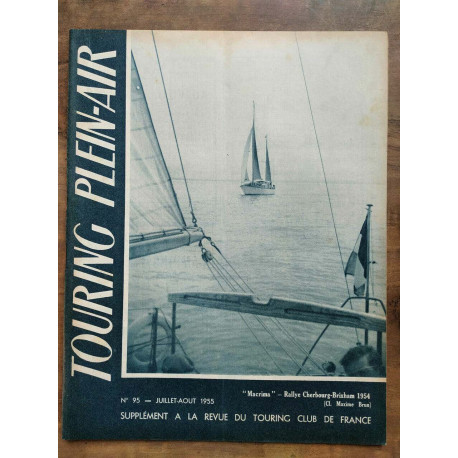 TOURING PLEIN-AIR
"Macrima" - Rallye Cherbourg-Brixham 1954
(Cl. Maxime Brun)
N° 95 — JUILLET-AOUT 1955
SUPPLÉMENT A LA REVUE DU TOURING CLUB DE FRANCE